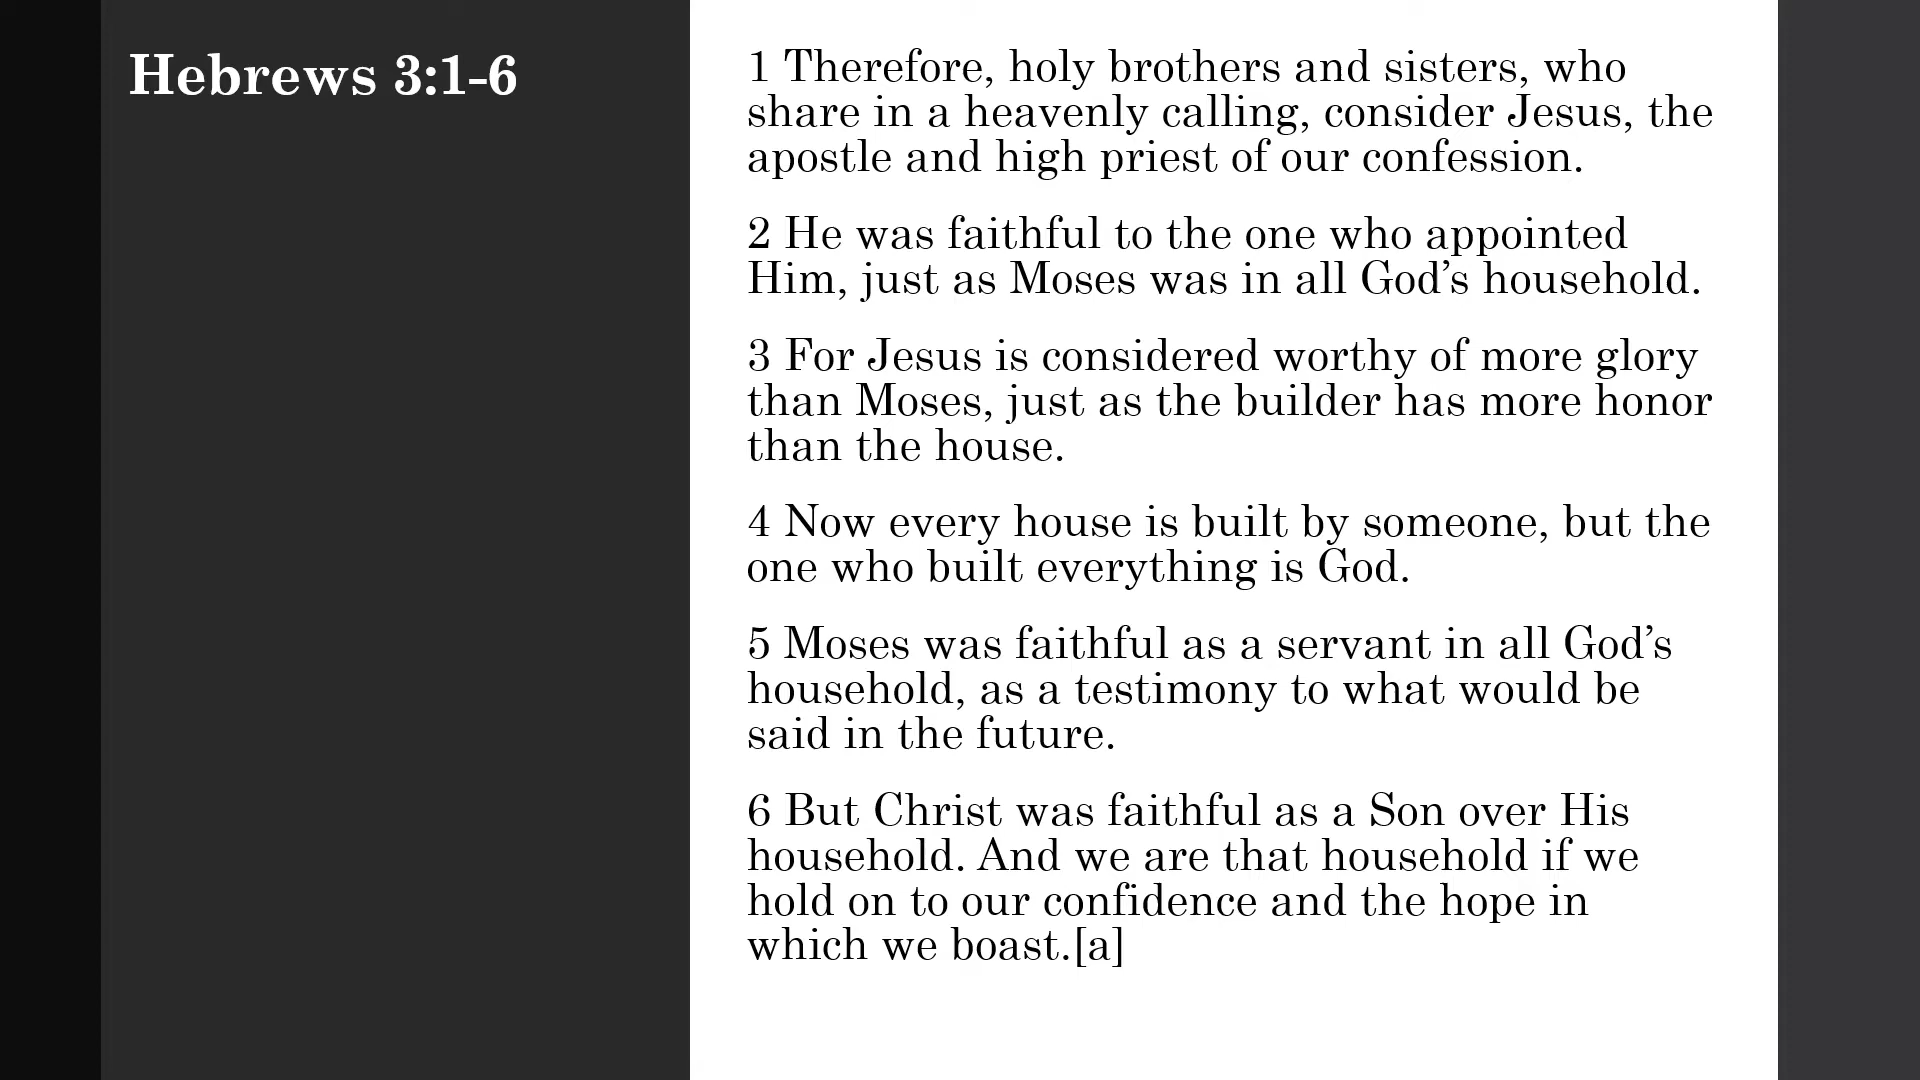 Hebrews 3:1-6
1 Therefore, holy brothers and sisters, who
share in a heavenly calling, consider Jesus, the
apostle and high priest of our confession.
2 He was faithful to the one who appointed
Him, just as Moses was in all God’s household.
3 For Jesus is considered worthy of more glory
than Moses, just as the builder has more honor
than the house.
4 Now every house is built by someone, but the
one who built everything is God.
5 Moses was faithful as a servant in all God’s
household, as a testimony to what would be
said in the future.
6 But Christ was faithful as a Son over His
household. And we are that household if we
hold on to our confidence and the hope in
which we boast.[a]